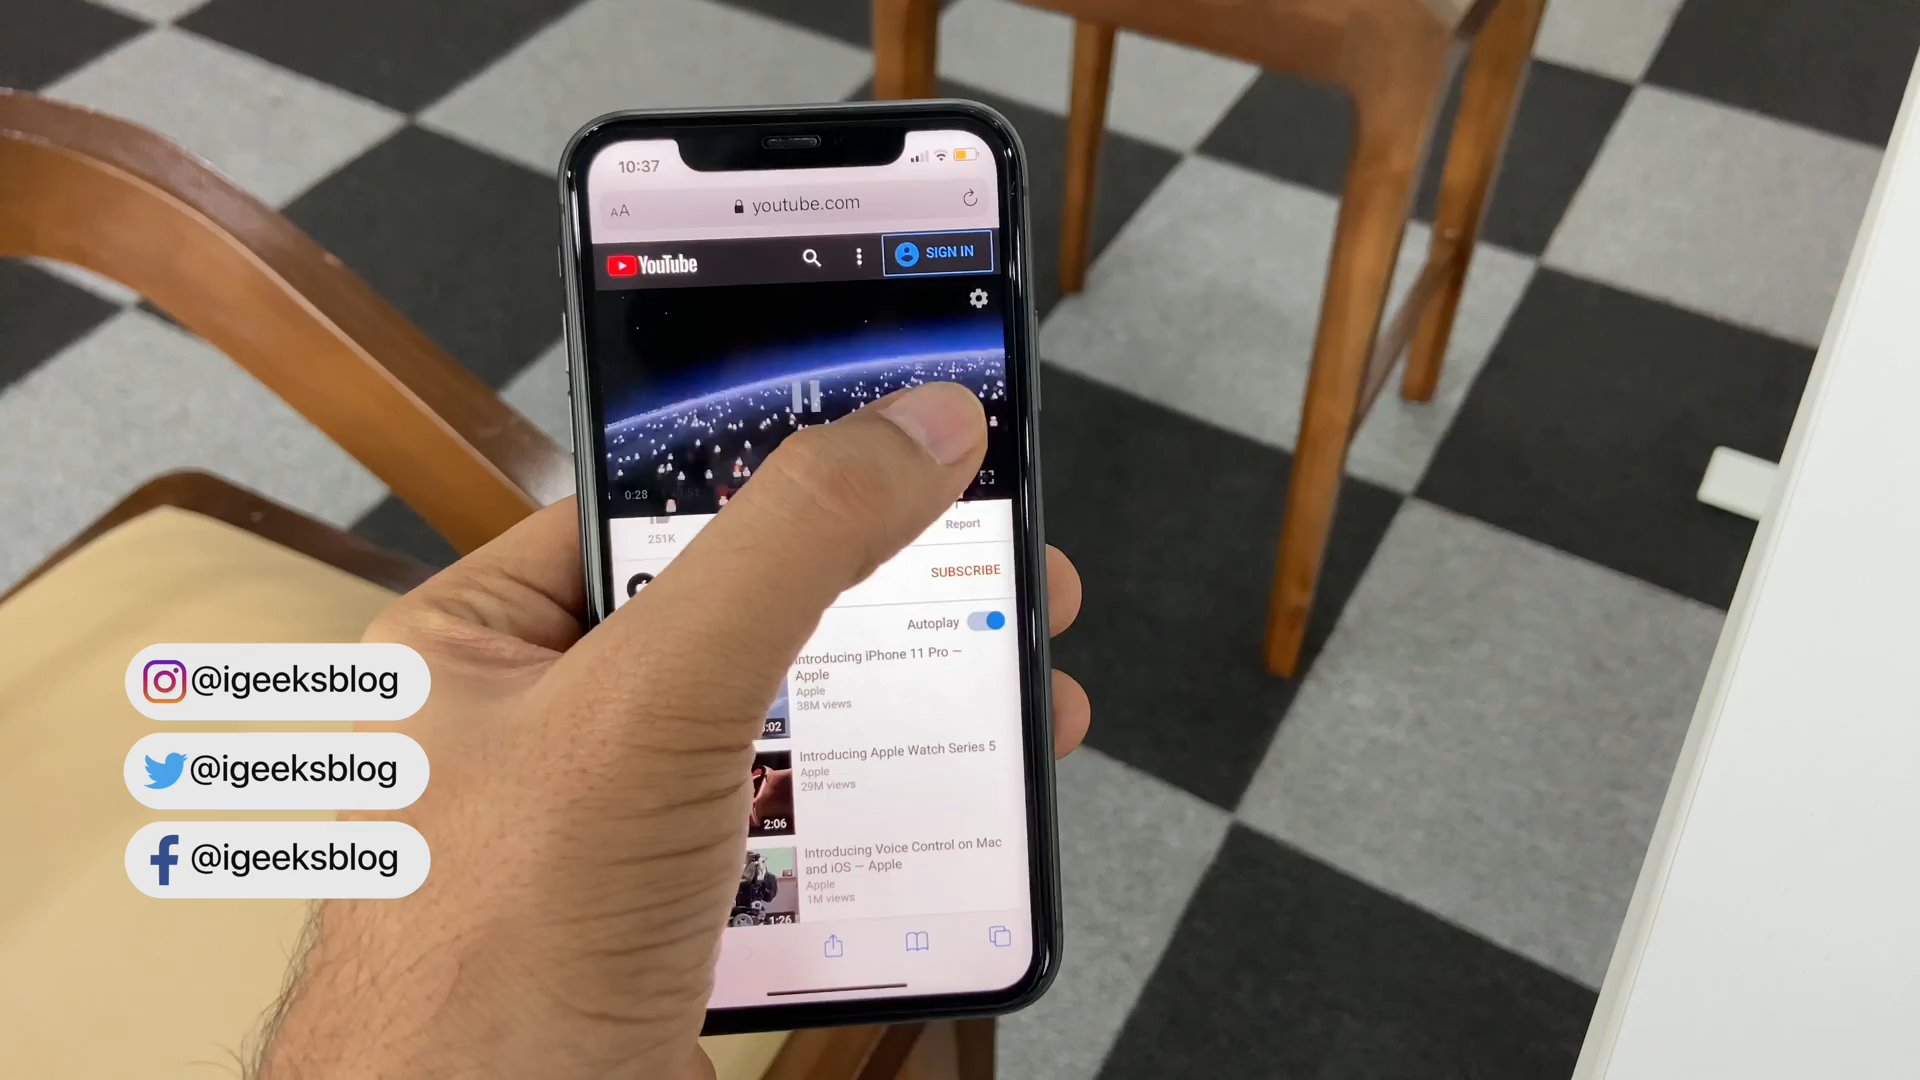 10:37
AA
youtube.com
YouTube
SIGN IN
0:28
251K
Report
SUBSCRIBE
Autoplay
Introducing iPhone 11 Pro —
Apple
Apple
38M views
:02
Introducing Apple Watch Series 5
Apple
29M views
2:06
Introducing Voice Control on Mac
and iOS — Apple
Apple
1M views
1:26
@igeeksblog
@igeeksblog
@igeeksblog